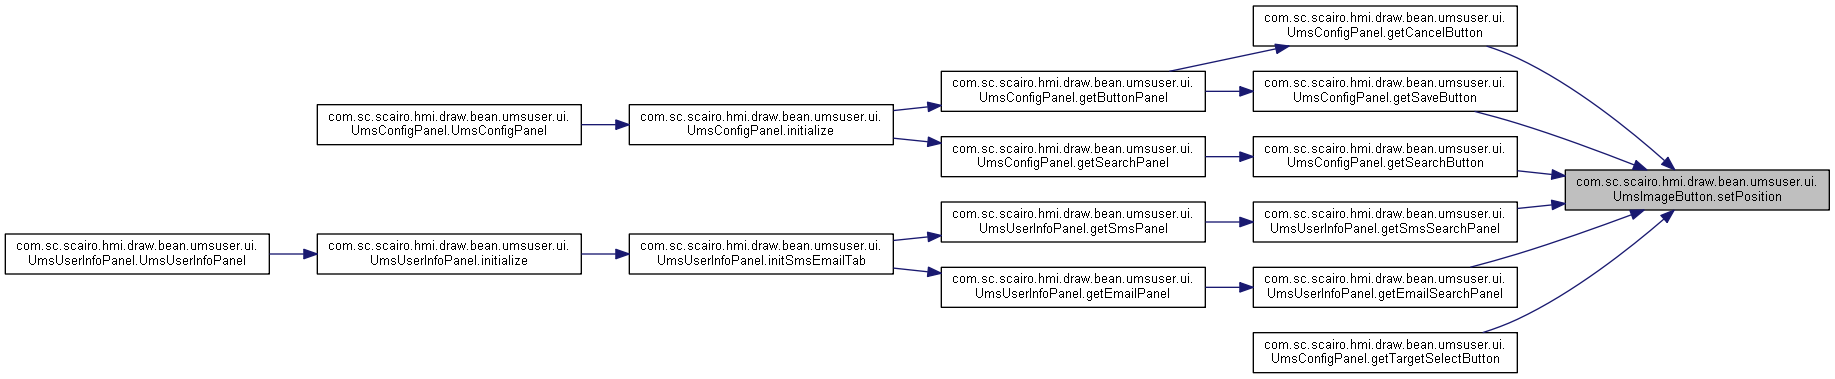 com.sc.scairo.hmi.draw.bean.umsuser.ui.
UmsConfigPanel.getCancelButton
com.sc.scairo.hmi.draw.bean.umsuser.ui.
UmsConfigPanel.getButtonPanel
com.sc.scairo.hmi.draw.bean.umsuser.ui.
UmsConfigPanel.getSaveButton
com.sc.scairo.hmi.draw.bean.umsuser.ui.
UmsConfigPanel.UmsConfigPanel
com.sc.scairo.hmi.draw.bean.umsuser.ui.
UmsConfigPanel.initialize
com.sc.scairo.hmi.draw.bean.umsuser.ui.
UmsConfigPanel.getSearchPanel
com.sc.scairo.hmi.draw.bean.umsuser.ui.
UmsConfigPanel.getSearchButton
com.sc.scairo.hmi.draw.bean.umsuser.ui.
UmsImageButton.setPosition
com.sc.scairo.hmi.draw.bean.umsuser.ui.
UmsUserInfoPanel.getSmsPanel
com.sc.scairo.hmi.draw.bean.umsuser.ui.
UmsUserInfoPanel.getSmsSearchPanel
com.sc.scairo.hmi.draw.bean.umsuser.ui.
UmsUserInfoPanel.UmsUserInfoPanel
com.sc.scairo.hmi.draw.bean.umsuser.ui.
UmsUserInfoPanel.initialize
com.sc.scairo.hmi.draw.bean.umsuser.ui.
UmsUserInfoPanel.initSmsEmailTab
com.sc.scairo.hmi.draw.bean.umsuser.ui.
UmsUserInfoPanel.getEmailPanel
com.sc.scairo.hmi.draw.bean.umsuser.ui.
UmsUserInfoPanel.getEmailSearchPanel
com.sc.scairo.hmi.draw.bean.umsuser.ui.
UmsConfigPanel.getTargetSelectButton